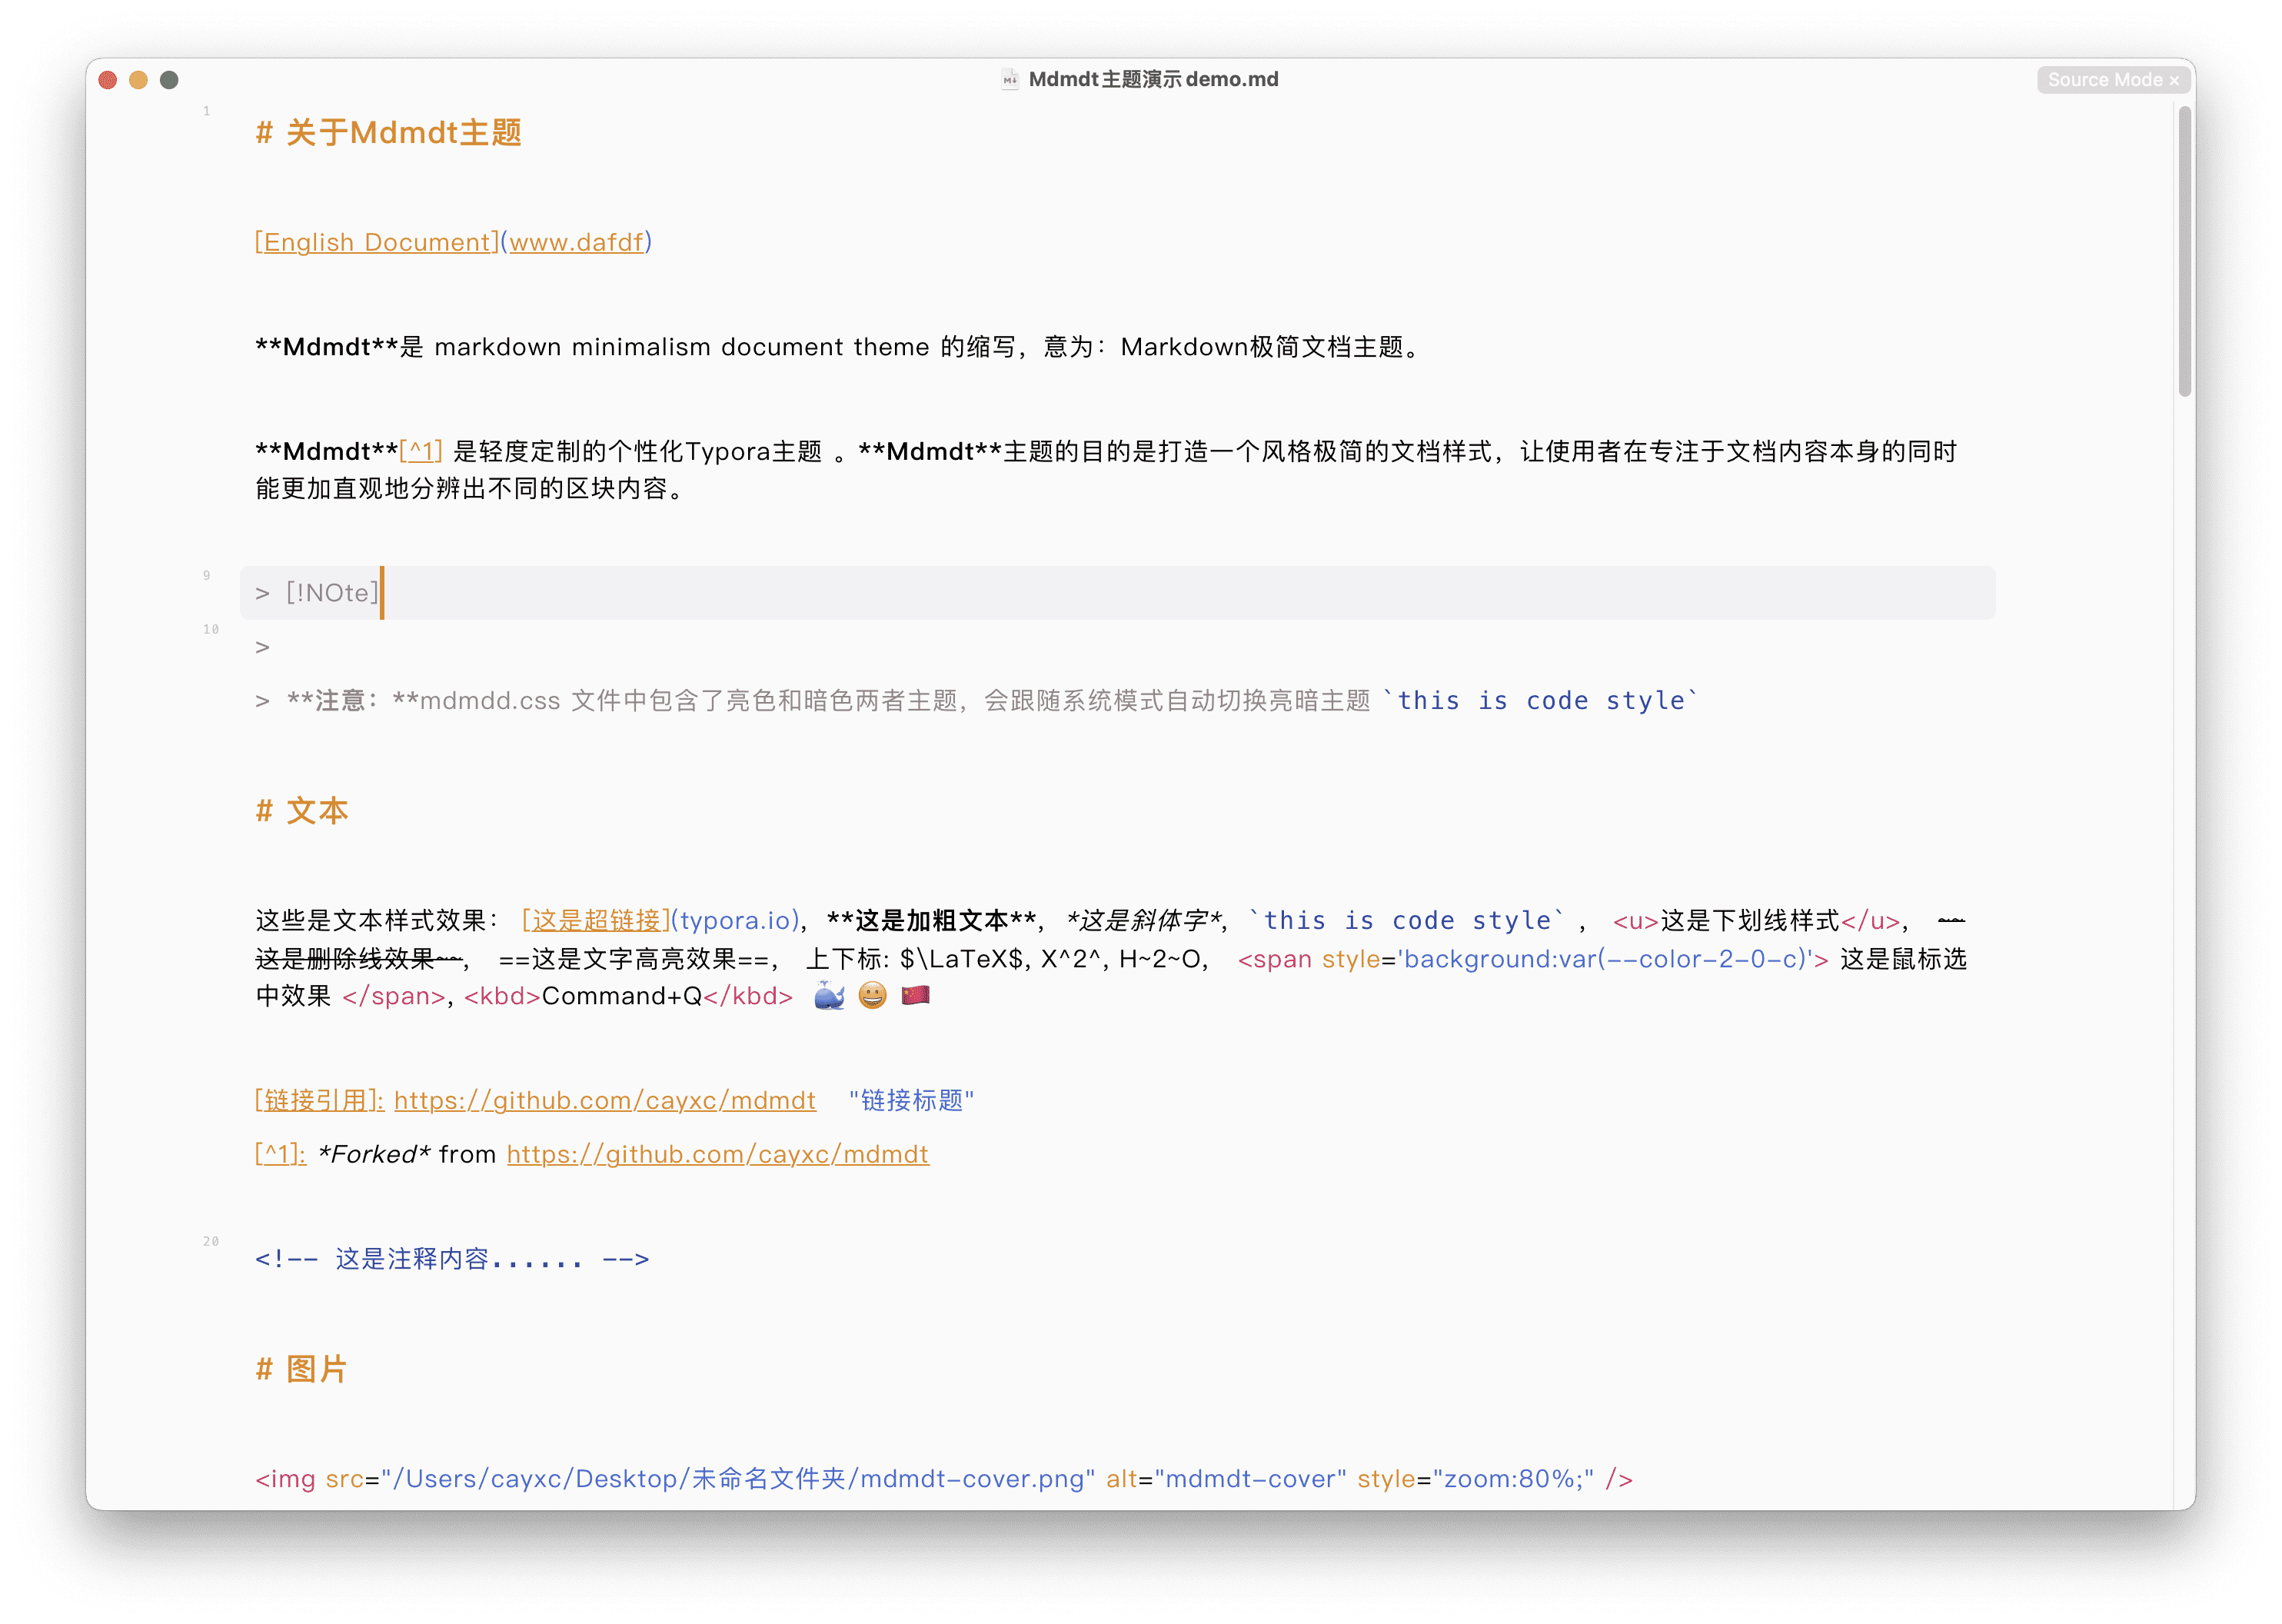 Mdmdt主题演示demo.md
Source Mode ×
1
# 关于Mdmdt主题
[English Document](www.dafdf)
**Mdmdt**是 markdown minimalism document theme 的缩写，意为：Markdown极简文档主题。
**Mdmdt**[^1] 是轻度定制的个性化Typora主题 。**Mdmdt**主题的目的是打造一个风格极简的文档样式，让使用者在专注于文档内容本身的同时
能更加直观地分辨出不同的区块内容。
9
> [!NOte]
10
>
> **注意：**mdmdd.css 文件中包含了亮色和暗色两者主题，会跟随系统模式自动切换亮暗主题 `this is code style`
# 文本
这些是文本样式效果： [这是超链接](typora.io)，**这是加粗文本**，*这是斜体字*，`this is code style` ， <u>这是下划线样式</u>， ~~
这是删除线效果~~， ==这是文字高亮效果==， 上下标: $\LaTeX$, X^2^, H~2~O, <span style='background:var(--color-2-0-c)'> 这是鼠标选
中效果 </span>, <kbd>Command+Q</kbd> 🐳 😀 🇨🇳
[链接引用]: https://github.com/cayxc/mdmdt "链接标题"
[^1]: *Forked* from https://github.com/cayxc/mdmdt
20
<!-- 这是注释内容...... -->
# 图片
<img src="/Users/cayxc/Desktop/未命名文件夹/mdmdt-cover.png" alt="mdmdt-cover" style="zoom:80%;" />